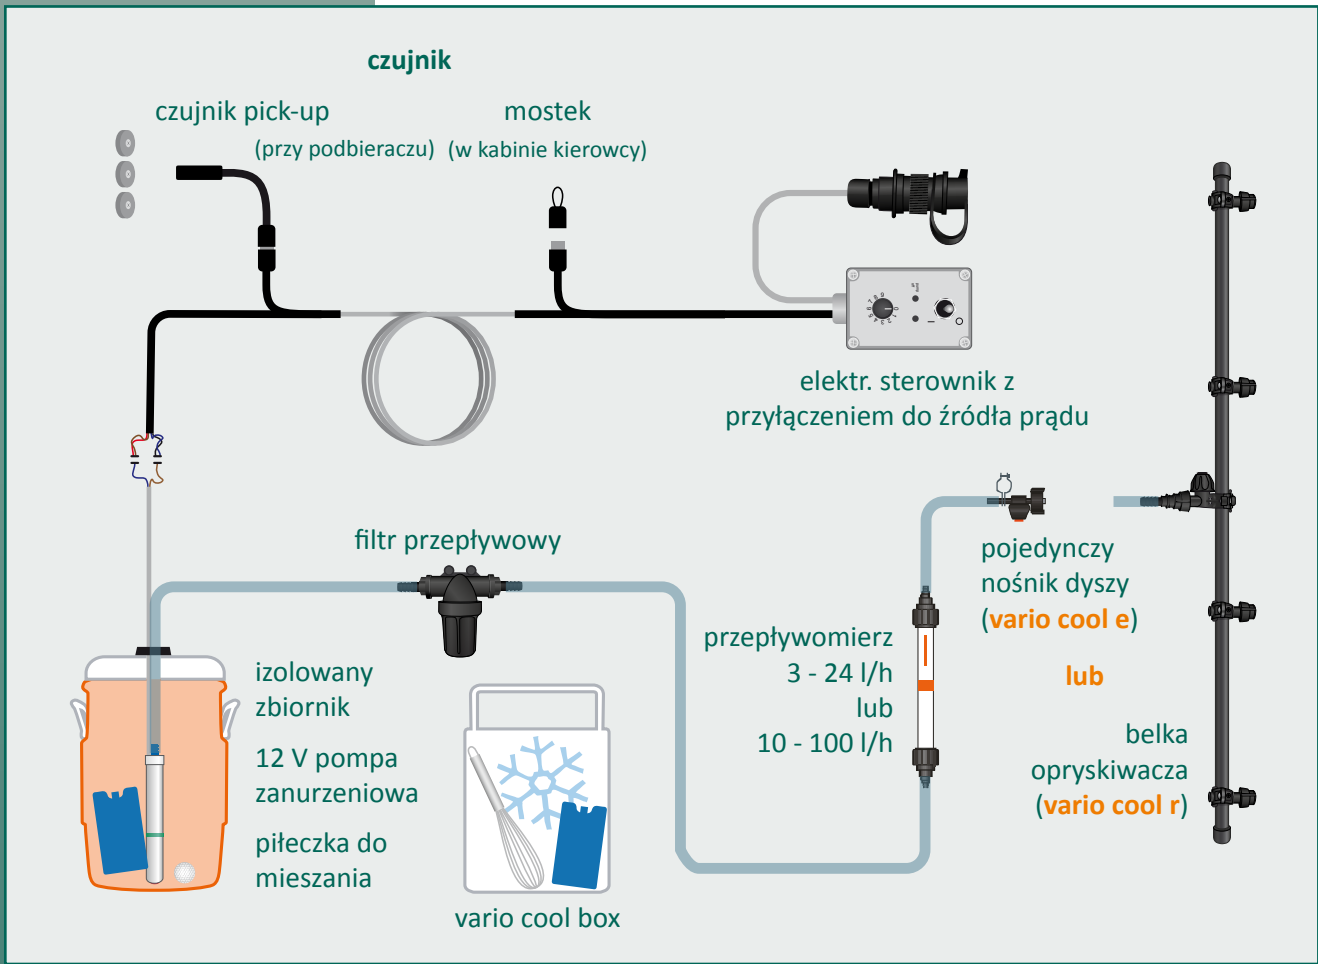 czujnik
czujnik pick-up
(przy podbieraczu)
mostek
(w kabinie kierowcy)
elektr. sterownik z
przyłączeniem do źródła prądu
filtr przepływowy
pojedynczy
nośnik dyszy
(vario cool e)
lub
belka
opryskiwacza
(vario cool r)
przepływomierz
3 - 24 l/h
lub
10 - 100 l/h
izolowany
zbiornik
12 V pompa
zanurzeniowa
piłeczka do
mieszania
vario cool box